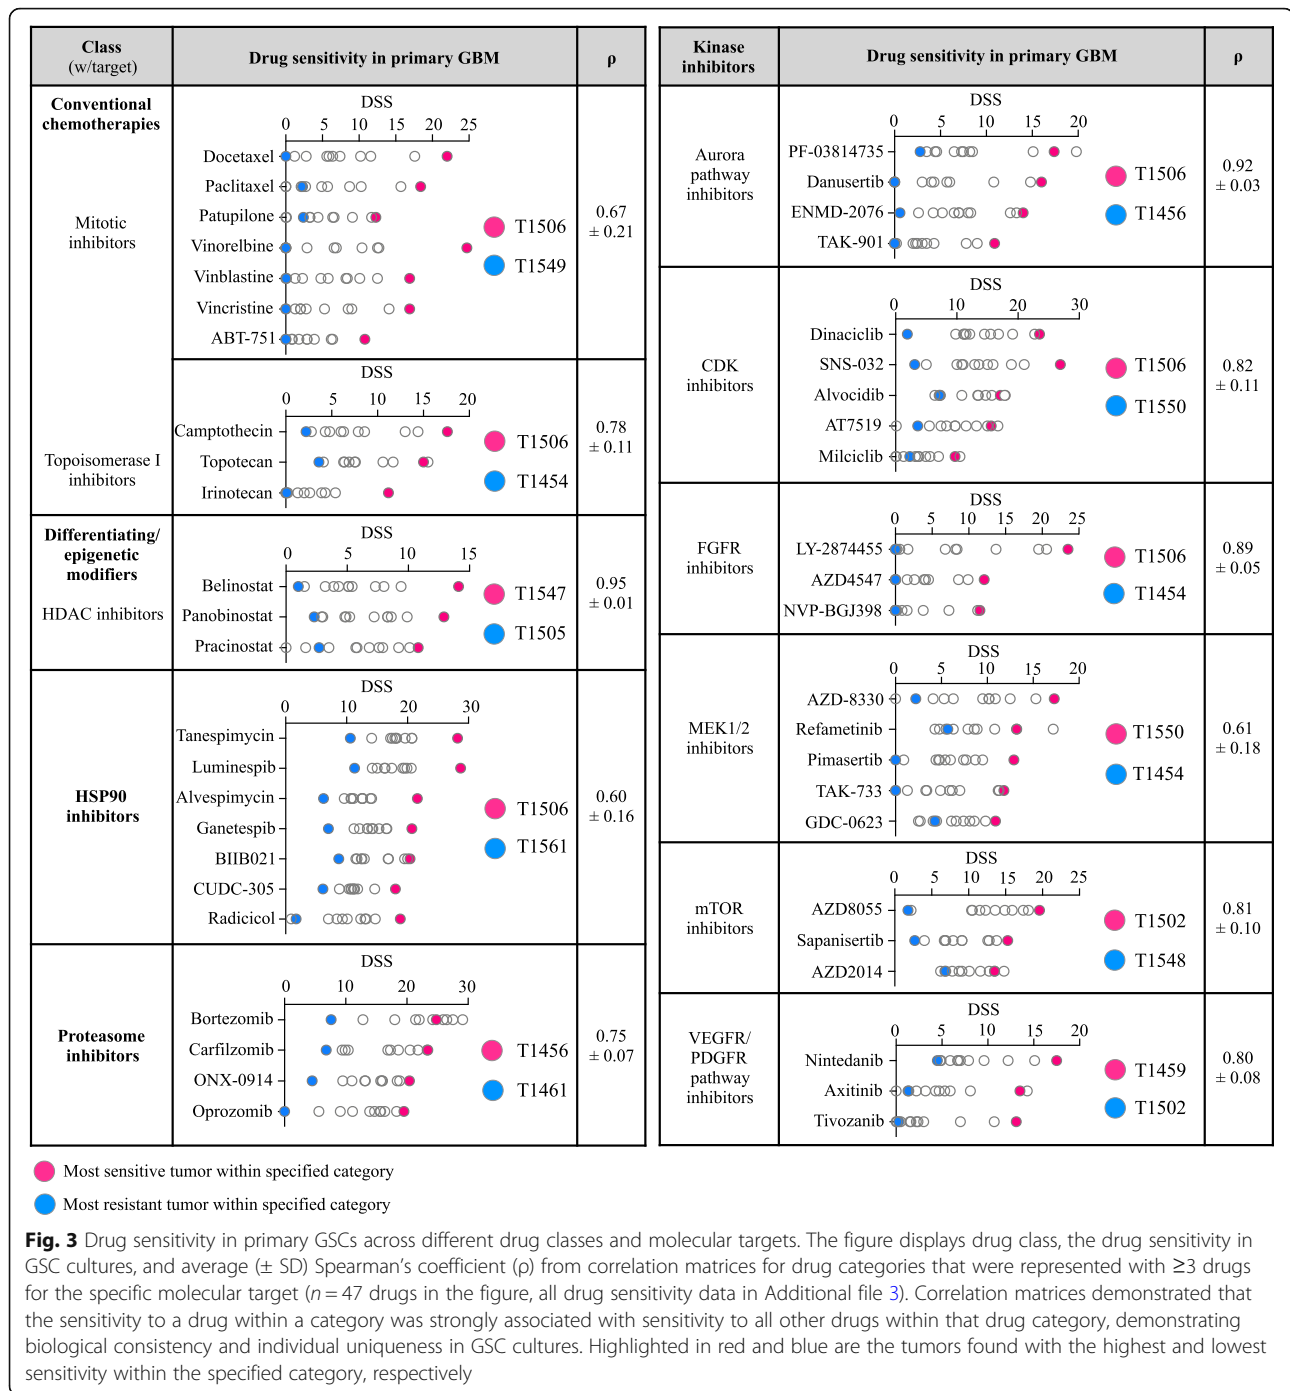 Class
(w/target)
Drug sensitivity in primary GBM
ρ
Conventional
chemotherapies
Mitotic
inhibitors
DSS
0 5 10 15 20 25
Docetaxel
Paclitaxel
Patupilone
Vinorelbine
Vinblastine
Vincristine
ABT-751
T1506
T1549
0.67
± 0.21
Topoisomerase I
inhibitors
DSS
0 5 10 15 20
Camptothecin
Topotecan
Irinotecan
T1506
T1454
0.78
± 0.11
Differentiating/
epigenetic
modifiers
HDAC inhibitors
DSS
0 5 10 15
Belinostat
Panobinostat
Pracinostat
T1547
T1505
0.95
± 0.01
HSP90
inhibitors
DSS
0 10 20 30
Tanespimycin
Luminespib
Alvespimycin
Ganetespib
BIIB021
CUDC-305
Radicicol
T1506
T1561
0.60
± 0.16
Proteasome
inhibitors
DSS
0 10 20 30
Bortezomib
Carfilzomib
ONX-0914
Oprozomib
T1456
T1461
0.75
± 0.07
Kinase
inhibitors
Drug sensitivity in primary GBM
ρ
Aurora
pathway
inhibitors
DSS
0 5 10 15 20
PF-03814735
Danusertib
ENMD-2076
TAK-901
T1506
T1456
0.92
± 0.03
CDK
inhibitors
DSS
0 10 20 30
Dinaciclib
SNS-032
Alvocidib
AT7519
Milciclib
T1506
T1550
0.82
± 0.11
FGFR
inhibitors
DSS
0 5 10 15 20 25
LY-2874455
AZD4547
NVP-BGJ398
T1506
T1454
0.89
± 0.05
MEK1/2
inhibitors
DSS
0 5 10 15 20
AZD-8330
Refametinib
Pimasertib
TAK-733
GDC-0623
T1550
T1454
0.61
± 0.18
mTOR
inhibitors
DSS
0 5 10 15 20 25
AZD8055
Sapanisertib
AZD2014
T1502
T1548
0.81
± 0.10
VEGFR/
PDGFR
pathway
inhibitors
DSS
0 5 10 15 20
Nintedanib
Axitinib
Tivozanib
T1459
T1502
0.80
± 0.08
Most sensitive tumor within specified category
Most resistant tumor within specified category
Fig. 3 Drug sensitivity in primary GSCs across different drug classes and molecular targets. The figure displays drug class, the drug sensitivity in
GSC cultures, and average (± SD) Spearman's coefficient (ρ) from correlation matrices for drug categories that were represented with ≥3 drugs
for the specific molecular target (n = 47 drugs in the figure, all drug sensitivity data in Additional file 3). Correlation matrices demonstrated that
the sensitivity to a drug within a category was strongly associated with sensitivity to all other drugs within that drug category, demonstrating
biological consistency and individual uniqueness in GSC cultures. Highlighted in red and blue are the tumors found with the highest and lowest
sensitivity within the specified category, respectively